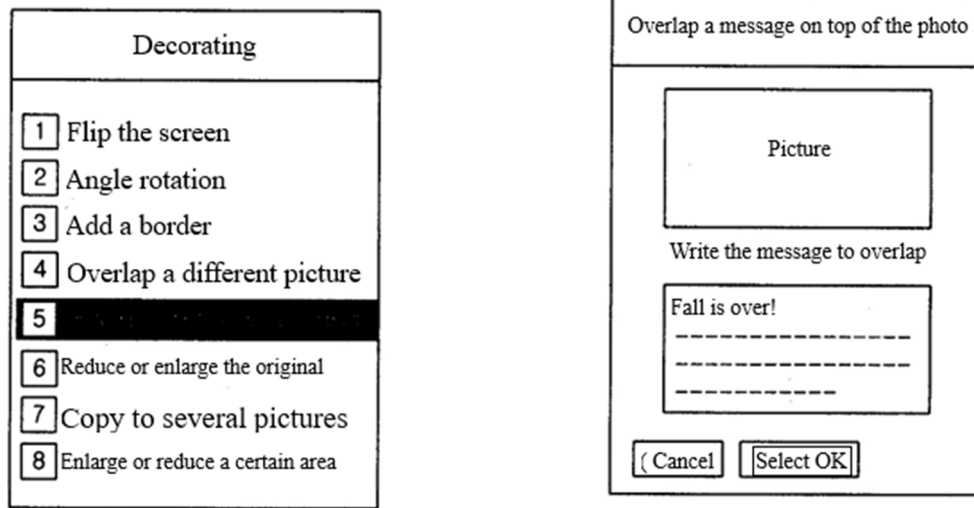 Decorating
1 Flip the screen
2 Angle rotation
3 Add a border
4 Overlap a different picture
5
6 Reduce or enlarge the original
7 Copy to several pictures
8 Enlarge or reduce a certain area
Overlap a message on top of the photo
Picture
Write the message to overlap
Fall is over!
( Cancel
Select OK